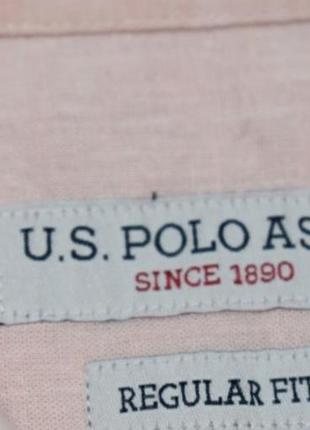 U.S. POLO AS
SINCE 1890
REGULAR FIT